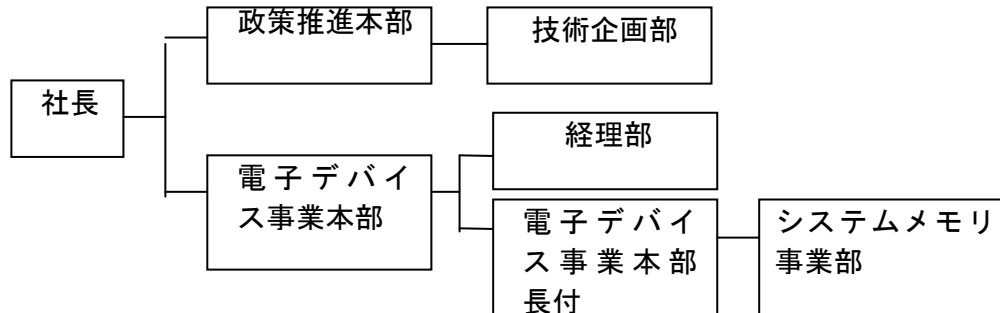 政策推進本部
技術企画部
社長
経理部
電子デバイ
ス事業本部
電子デバイ
ス事業本部
長付
システムメモリ
事業部